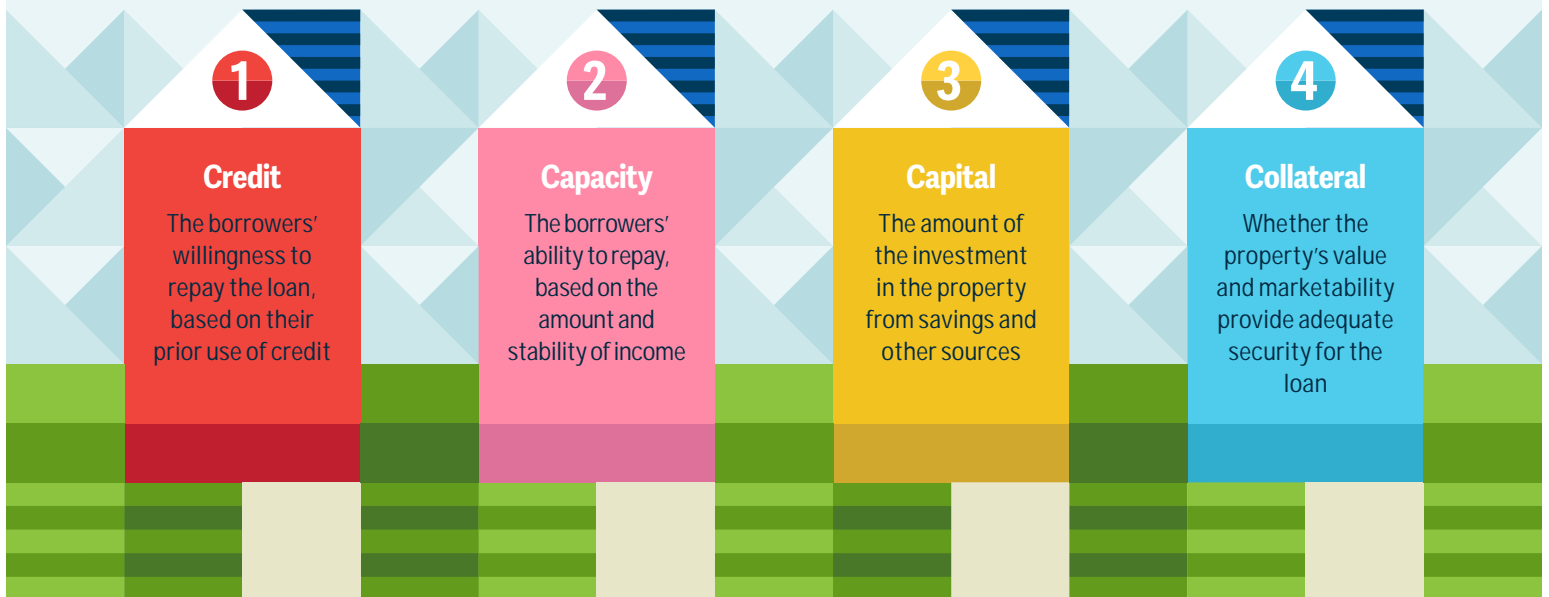 1
Credit
The borrowers'
willingness to
repay the loan,
based on their
prior use of credit
2
Capacity
The borrowers'
ability to repay,
based on the
amount and
stability of income
3
Capital
The amount of
the investment
in the property
from savings and
other sources
4
Collateral
Whether the
property's value
and marketability
provide adequate
security for the
loan